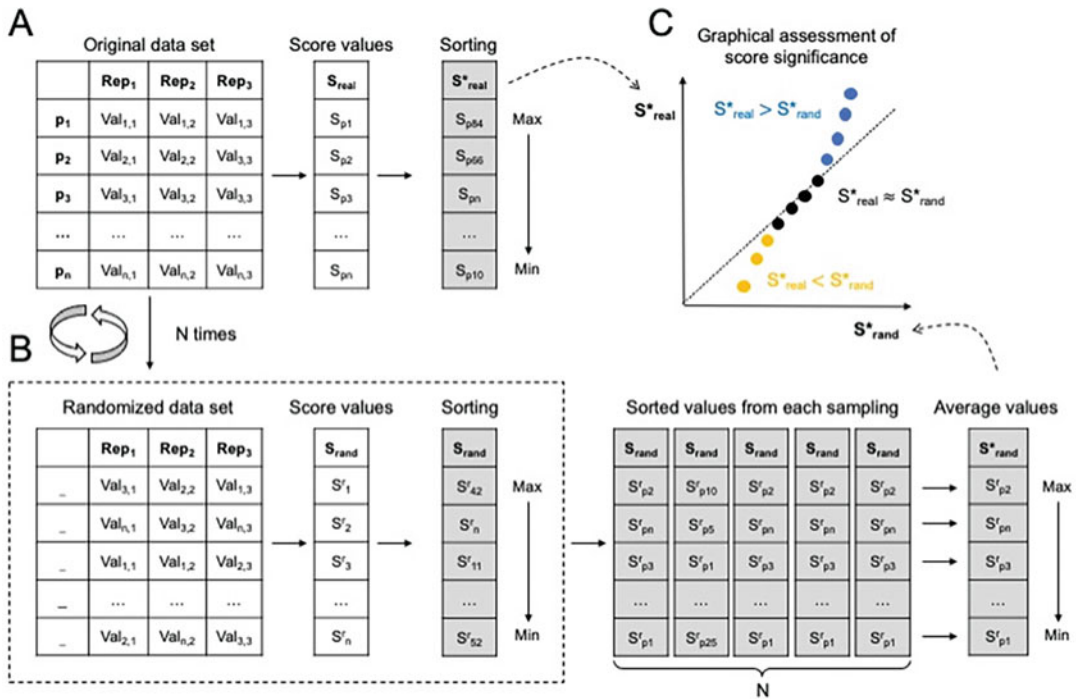 A
Original data set
Score values
Sorting
Rep1 Rep2 Rep3
Sreal
S*real
p1 Val1,1 Val1,2 Val1,3
Sp1
Sp84
Max
p2 Val2,1 Val2,2 Val3,3
Sp2
Sp66
p3 Val3,1 Val3,2 Val3,3
Sp3
Spn
... ... ... ...
...
...
pn Valn,1 Valn,2 Valn,3
Spn
Sp10
Min
N times
C
Graphical assessment of
score significance
S*real
S*real > S*rand
S*real ≈ S*rand
S*real < S*rand
S*rand
B
Randomized data set
Score values
Sorting
Rep1 Rep2 Rep3
Srand
Srand
_ Val3,1 Val2,2 Val1,3
Sr1
Sr42
Max
_ Valn,1 Val3,2 Valn,3
Sr2
Srn
_ Val1,1 Val1,2 Val2,3
Sr3
Sr11
_ ... ... ...
...
...
_ Val2,1 Valn,2 Val3,3
Srn
Sr52
Min
Sorted values from each sampling
Average values
Srand Srand Srand Srand Srand
S*rand
Srp2 Srp10 Srp2 Srp2 Srp2
Srp2
Max
Srpn Srp5 Srpn Srpn Srpn
Srpn
Srp3 Srp1 Srp3 Srp3 Srp3
Srp3
... ... ... ... ...
...
Srp1 Srp25 Srp1 Srp1 Srp1
Srp1
Min
N